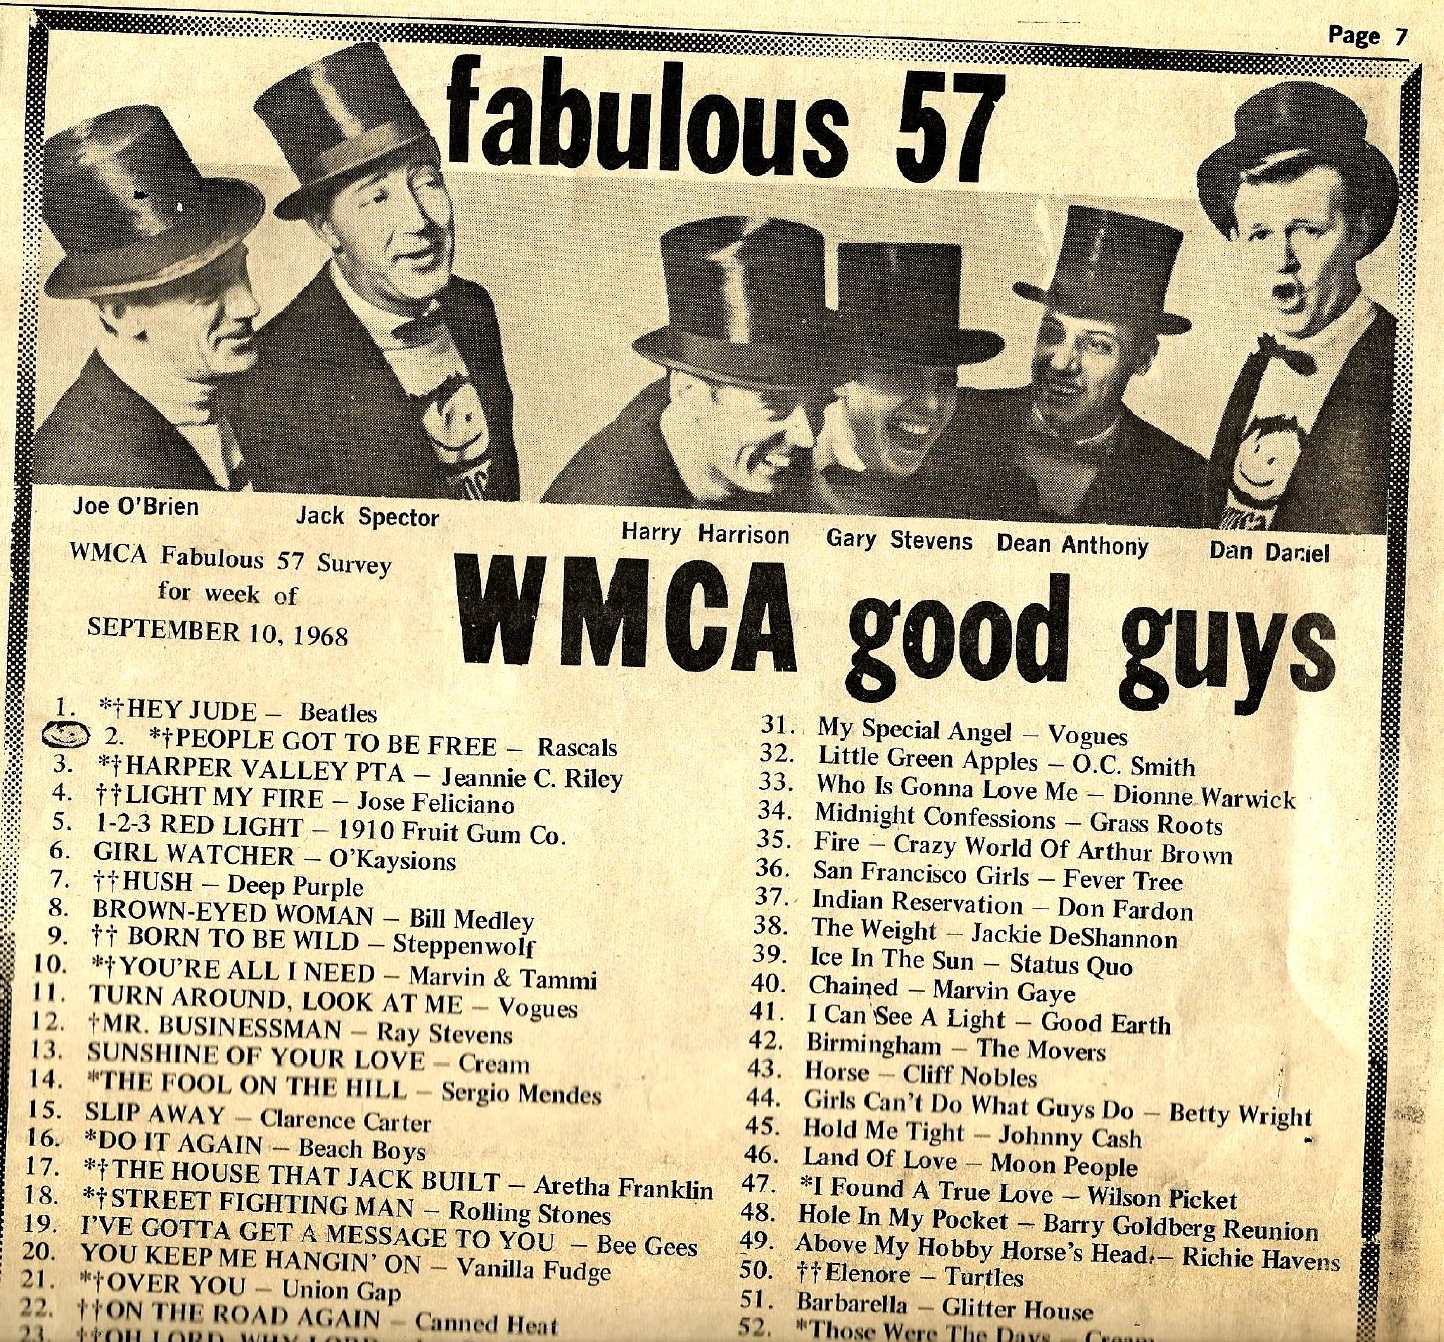 Page 7
fabulous 57
Joe O'Brien
Jack Spector
Harry Harrison
Gary Stevens
Dean Anthony
Dan Daniel
WMCA Fabulous 57 Survey
for week of
SEPTEMBER 10, 1968
WMCA good guys
1. *†HEY JUDE – Beatles
2. *†PEOPLE GOT TO BE FREE – Rascals
3. *†HARPER VALLEY PTA – Jeannie C. Riley
4. ††LIGHT MY FIRE – Jose Feliciano
5. 1-2-3 RED LIGHT – 1910 Fruit Gum Co.
6. GIRL WATCHER – O'Kaysions
7. ††HUSH – Deep Purple
8. BROWN-EYED WOMAN – Bill Medley
9. †† BORN TO BE WILD – Steppenwolf
10. *†YOU'RE ALL I NEED – Marvin & Tammi
11. TURN AROUND, LOOK AT ME – Vogues
12. †MR. BUSINESSMAN – Ray Stevens
13. SUNSHINE OF YOUR LOVE – Cream
14. *THE FOOL ON THE HILL – Sergio Mendes
15. SLIP AWAY – Clarence Carter
16. *DO IT AGAIN – Beach Boys
17. *†THE HOUSE THAT JACK BUILT – Aretha Franklin
18. *†STREET FIGHTING MAN – Rolling Stones
19. I'VE GOTTA GET A MESSAGE TO YOU – Bee Gees
20. YOU KEEP ME HANGIN' ON – Vanilla Fudge
21. *†OVER YOU – Union Gap
22. ††ON THE ROAD AGAIN – Canned Heat
23. ††OH LORD, WHY LORD
31. My Special Angel – Vogues
32. Little Green Apples – O.C. Smith
33. Who Is Gonna Love Me – Dionne Warwick
34. Midnight Confessions – Grass Roots
35. Fire – Crazy World Of Arthur Brown
36. San Francisco Girls – Fever Tree
37. Indian Reservation – Don Fardon
38. The Weight – Jackie DeShannon
39. Ice In The Sun – Status Quo
40. Chained – Marvin Gaye
41. I Can See A Light – Good Earth
42. Birmingham – The Movers
43. Horse – Cliff Nobles
44. Girls Can't Do What Guys Do – Betty Wright
45. Hold Me Tight – Johnny Cash
46. Land Of Love – Moon People
47. *I Found A True Love – Wilson Picket
48. Hole In My Pocket – Barry Goldberg Reunion
49. Above My Hobby Horse's Head – Richie Havens
50. ††Elenore – Turtles
51. Barbarella – Glitter House
52. *Those Were The Days – Cream